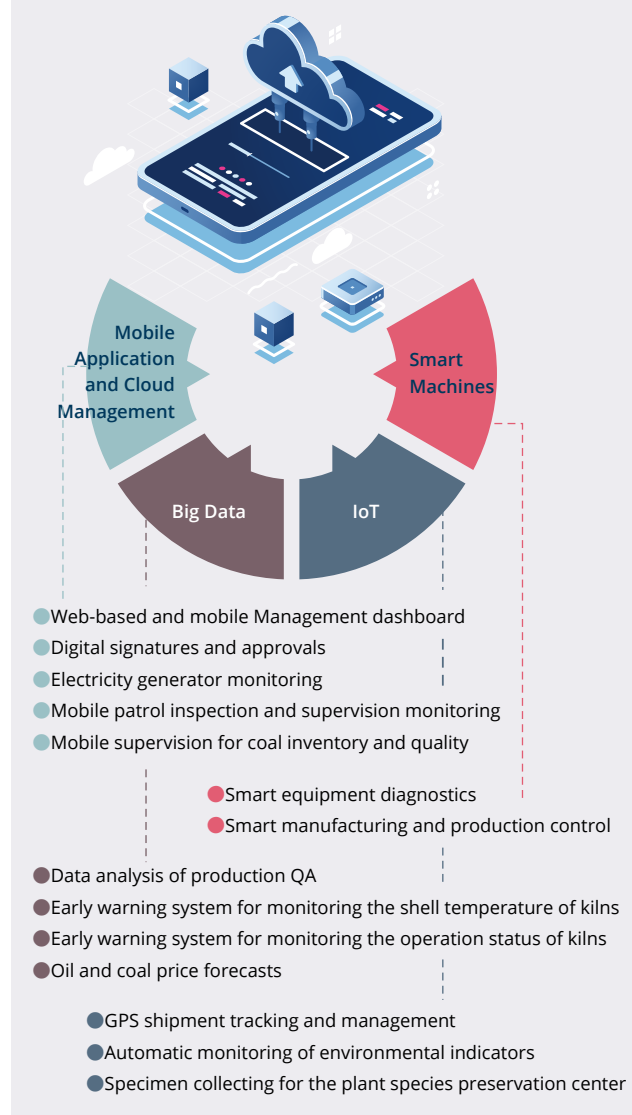 Mobile
Application
and Cloud
Management
Smart
Machines
Big Data
IoT
Web-based and mobile Management dashboard
Digital signatures and approvals
Electricity generator monitoring
Mobile patrol inspection and supervision monitoring
Mobile supervision for coal inventory and quality
Smart equipment diagnostics
Smart manufacturing and production control
Data analysis of production QA
Early warning system for monitoring the shell temperature of kilns
Early warning system for monitoring the operation status of kilns
Oil and coal price forecasts
GPS shipment tracking and management
Automatic monitoring of environmental indicators
Specimen collecting for the plant species preservation center